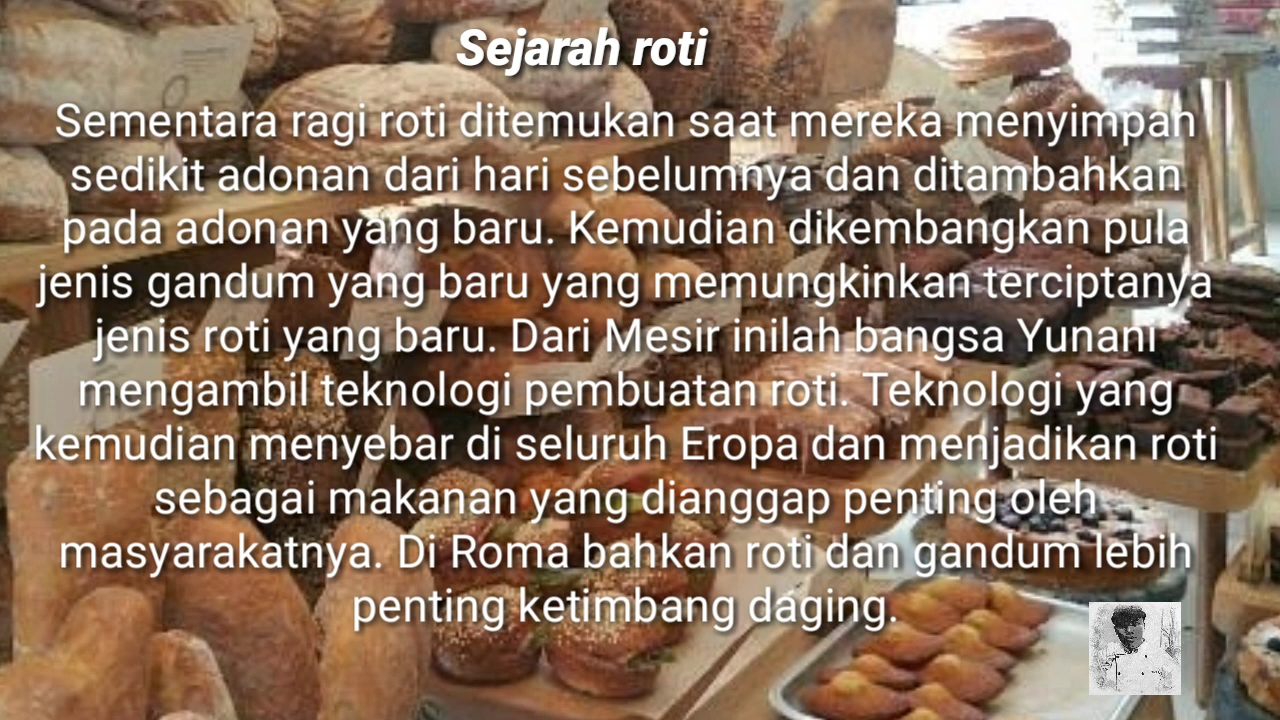 Sejarah roti
Sementara ragi roti ditemukan saat mereka menyimpan
sedikit adonan dari hari sebelumnya dan ditambahkan
pada adonan yang baru. Kemudian dikembangkan pula
jenis gandum yang baru yang memungkinkan terciptanya
jenis roti yang baru. Dari Mesir inilah bangsa Yunani
mengambil teknologi pembuatan roti. Teknologi yang
kemudian menyebar di seluruh Eropa dan menjadikan roti
sebagai makanan yang dianggap penting oleh
masyarakatnya. Di Roma bahkan roti dan gandum lebih
penting ketimbang daging.